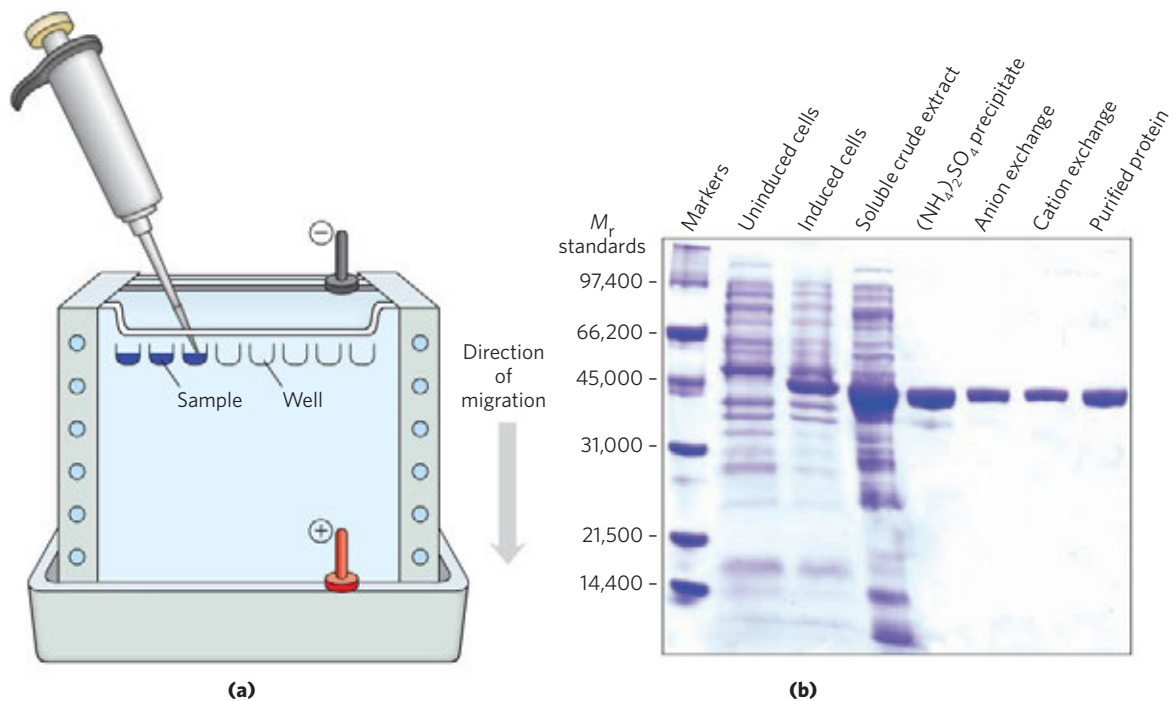 −
Sample
Well
+
Direction
of
migration
(a)
Mr
standards
Markers
Uninduced cells
Induced cells
Soluble crude extract
(NH4)2SO4 precipitate
Anion exchange
Cation exchange
Purified protein
97,400 –
66,200 –
45,000 –
31,000 –
21,500 –
14,400 –
(b)